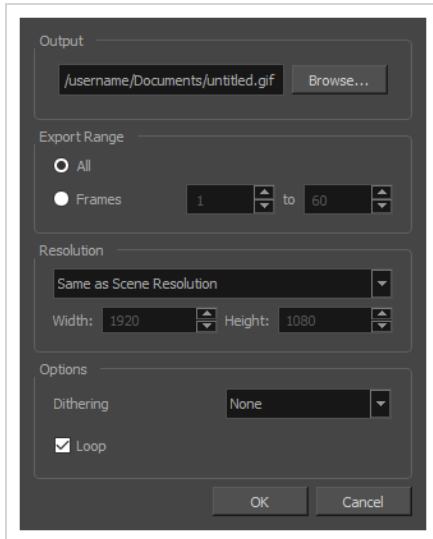 Output
/username/Documents/untitled.gif Browse...
Export Range
All
Frames 1 to 60
Resolution
Same as Scene Resolution
Width: 1920 Height: 1080
Options
Dithering None
Loop
OK Cancel